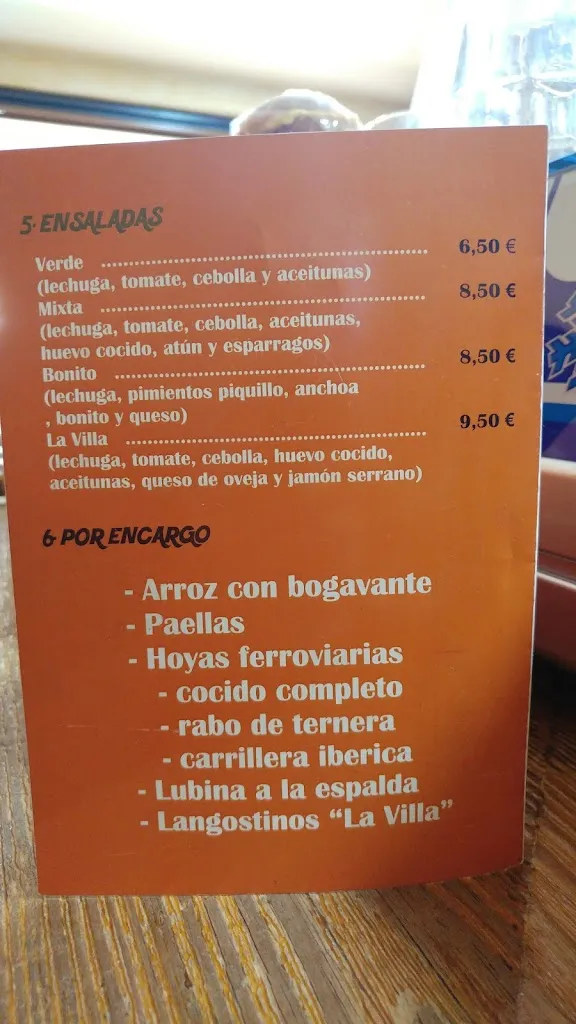 5· ENSALADAS
Verde ........................................................ 6,50 €
(lechuga, tomate, cebolla y aceitunas)
Mixta ........................................................ 8,50 €
(lechuga, tomate, cebolla, aceitunas,
huevo cocido, atún y esparragos)
Bonito ........................................................ 8,50 €
(lechuga, pimientos piquillo, anchoa
, bonito y queso)
La Villa ........................................................ 9,50 €
(lechuga, tomate, cebolla, huevo cocido,
aceitunas, queso de oveja y jamón serrano)
6· POR ENCARGO
- Arroz con bogavante
- Paellas
- Hoyas ferroviarias
- cocido completo
- rabo de ternera
- carrillera iberica
- Lubina a la espalda
- Langostinos “La Villa”